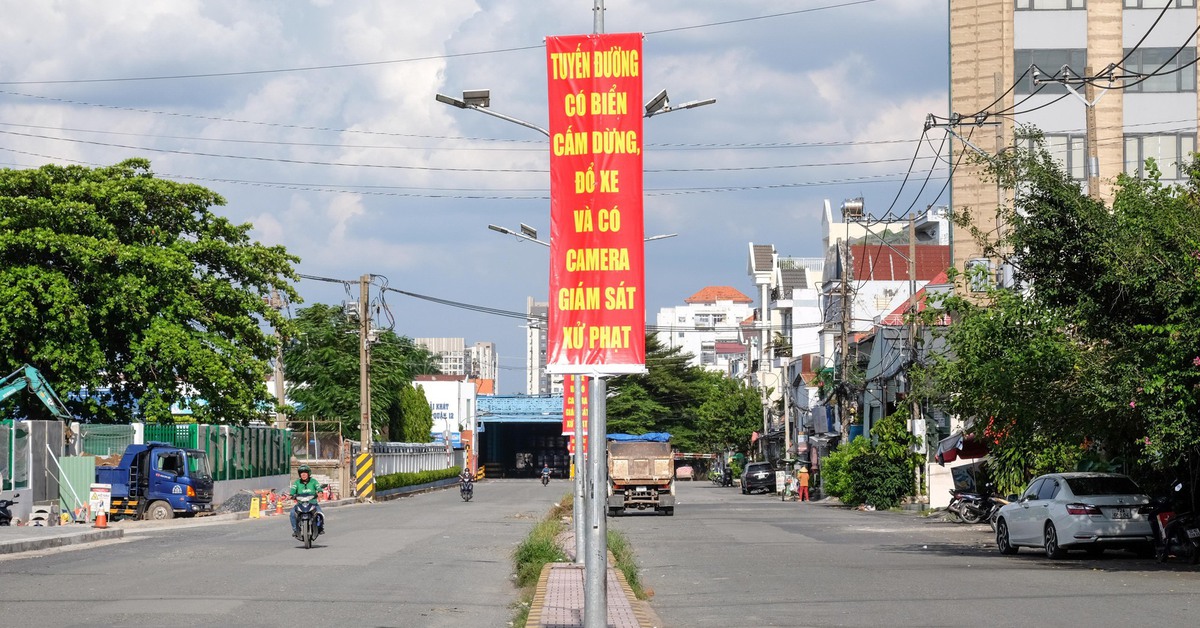 TUYẾN ĐƯỜNG
CÓ BIỂN
CẤM DỪNG,
ĐỖ XE
VÀ CÓ
CAMERA
GIÁM SÁT
XỬ PHẠT